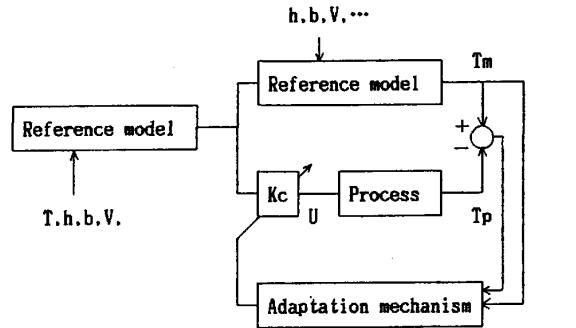 h.b.V.…
Tm
Reference model
Reference model
+
−
Kc
Process
U
Tp
T.h.b.V.
Adaptation mechanism